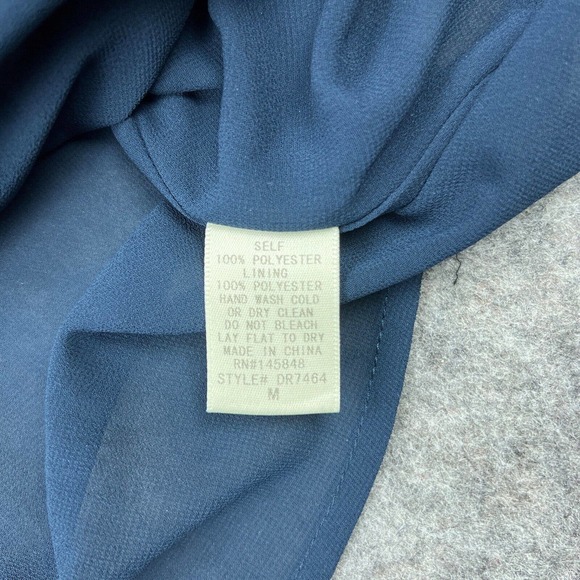 SELF
100% POLYESTER
LINING
100% POLYESTER
HAND WASH COLD
OR DRY CLEAN
DO NOT BLEACH
LAY FLAT TO DRY
MADE IN CHINA
RN#145848
STYLE# DR7464
M